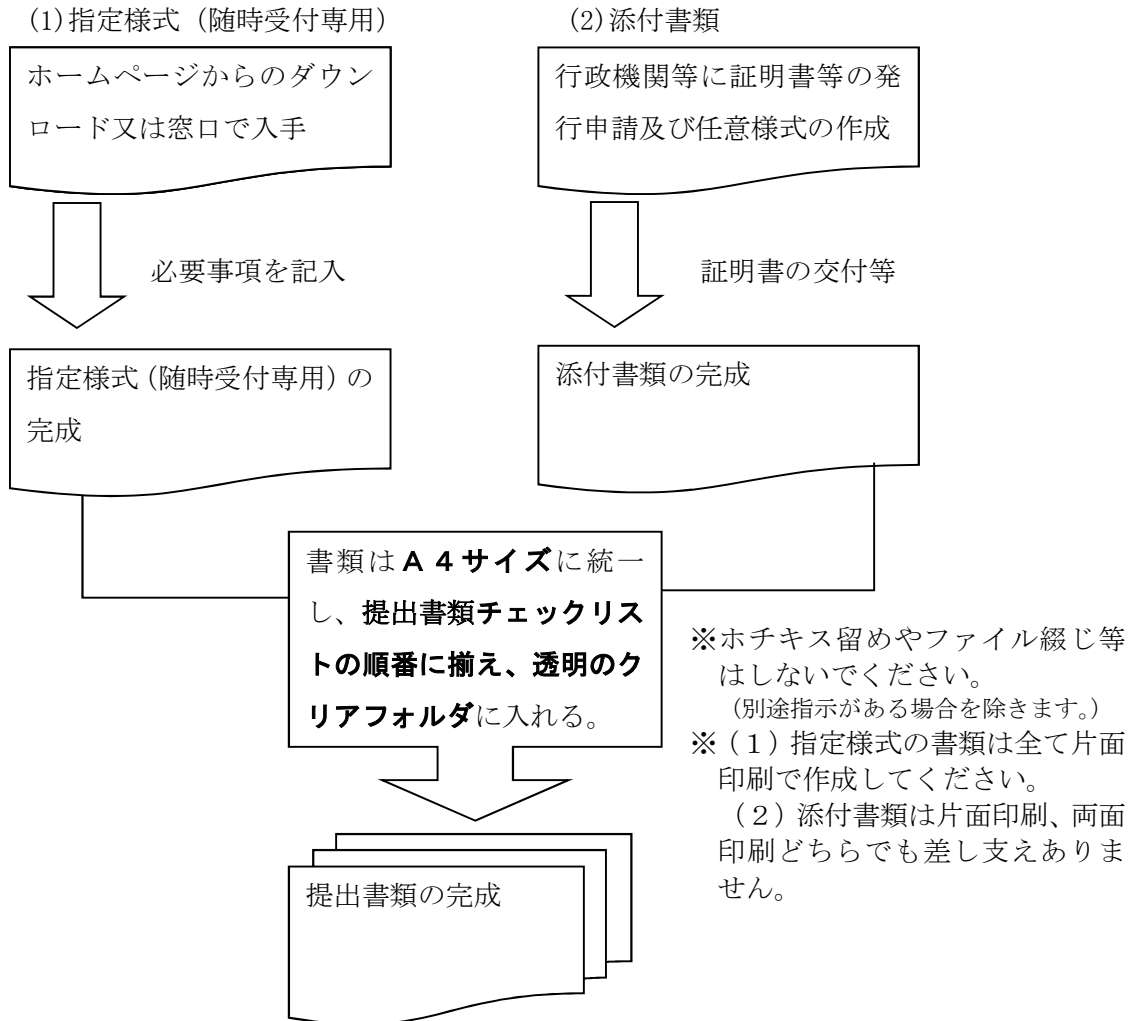 (1)指定様式(随時受付専用)
(2)添付書類
ホームページからのダウン
ロード又は窓口で入手
行政機関等に証明書等の発
行申請及び任意様式の作成
必要事項を記入
証明書の交付等
指定様式(随時受付専用)の
完成
添付書類の完成
書類はA4サイズに統一
し、提出書類チェックリス
トの順番に揃え、透明のク
リアフォルダに入れる。
※ホチキス留めやファイル綴じ等
はしないでください。
(別途指示がある場合を除きます。)
※(1)指定様式の書類は全て片面
印刷で作成してください。
(2)添付書類は片面印刷、両面
印刷どちらでも差し支えありま
せん。
提出書類の完成